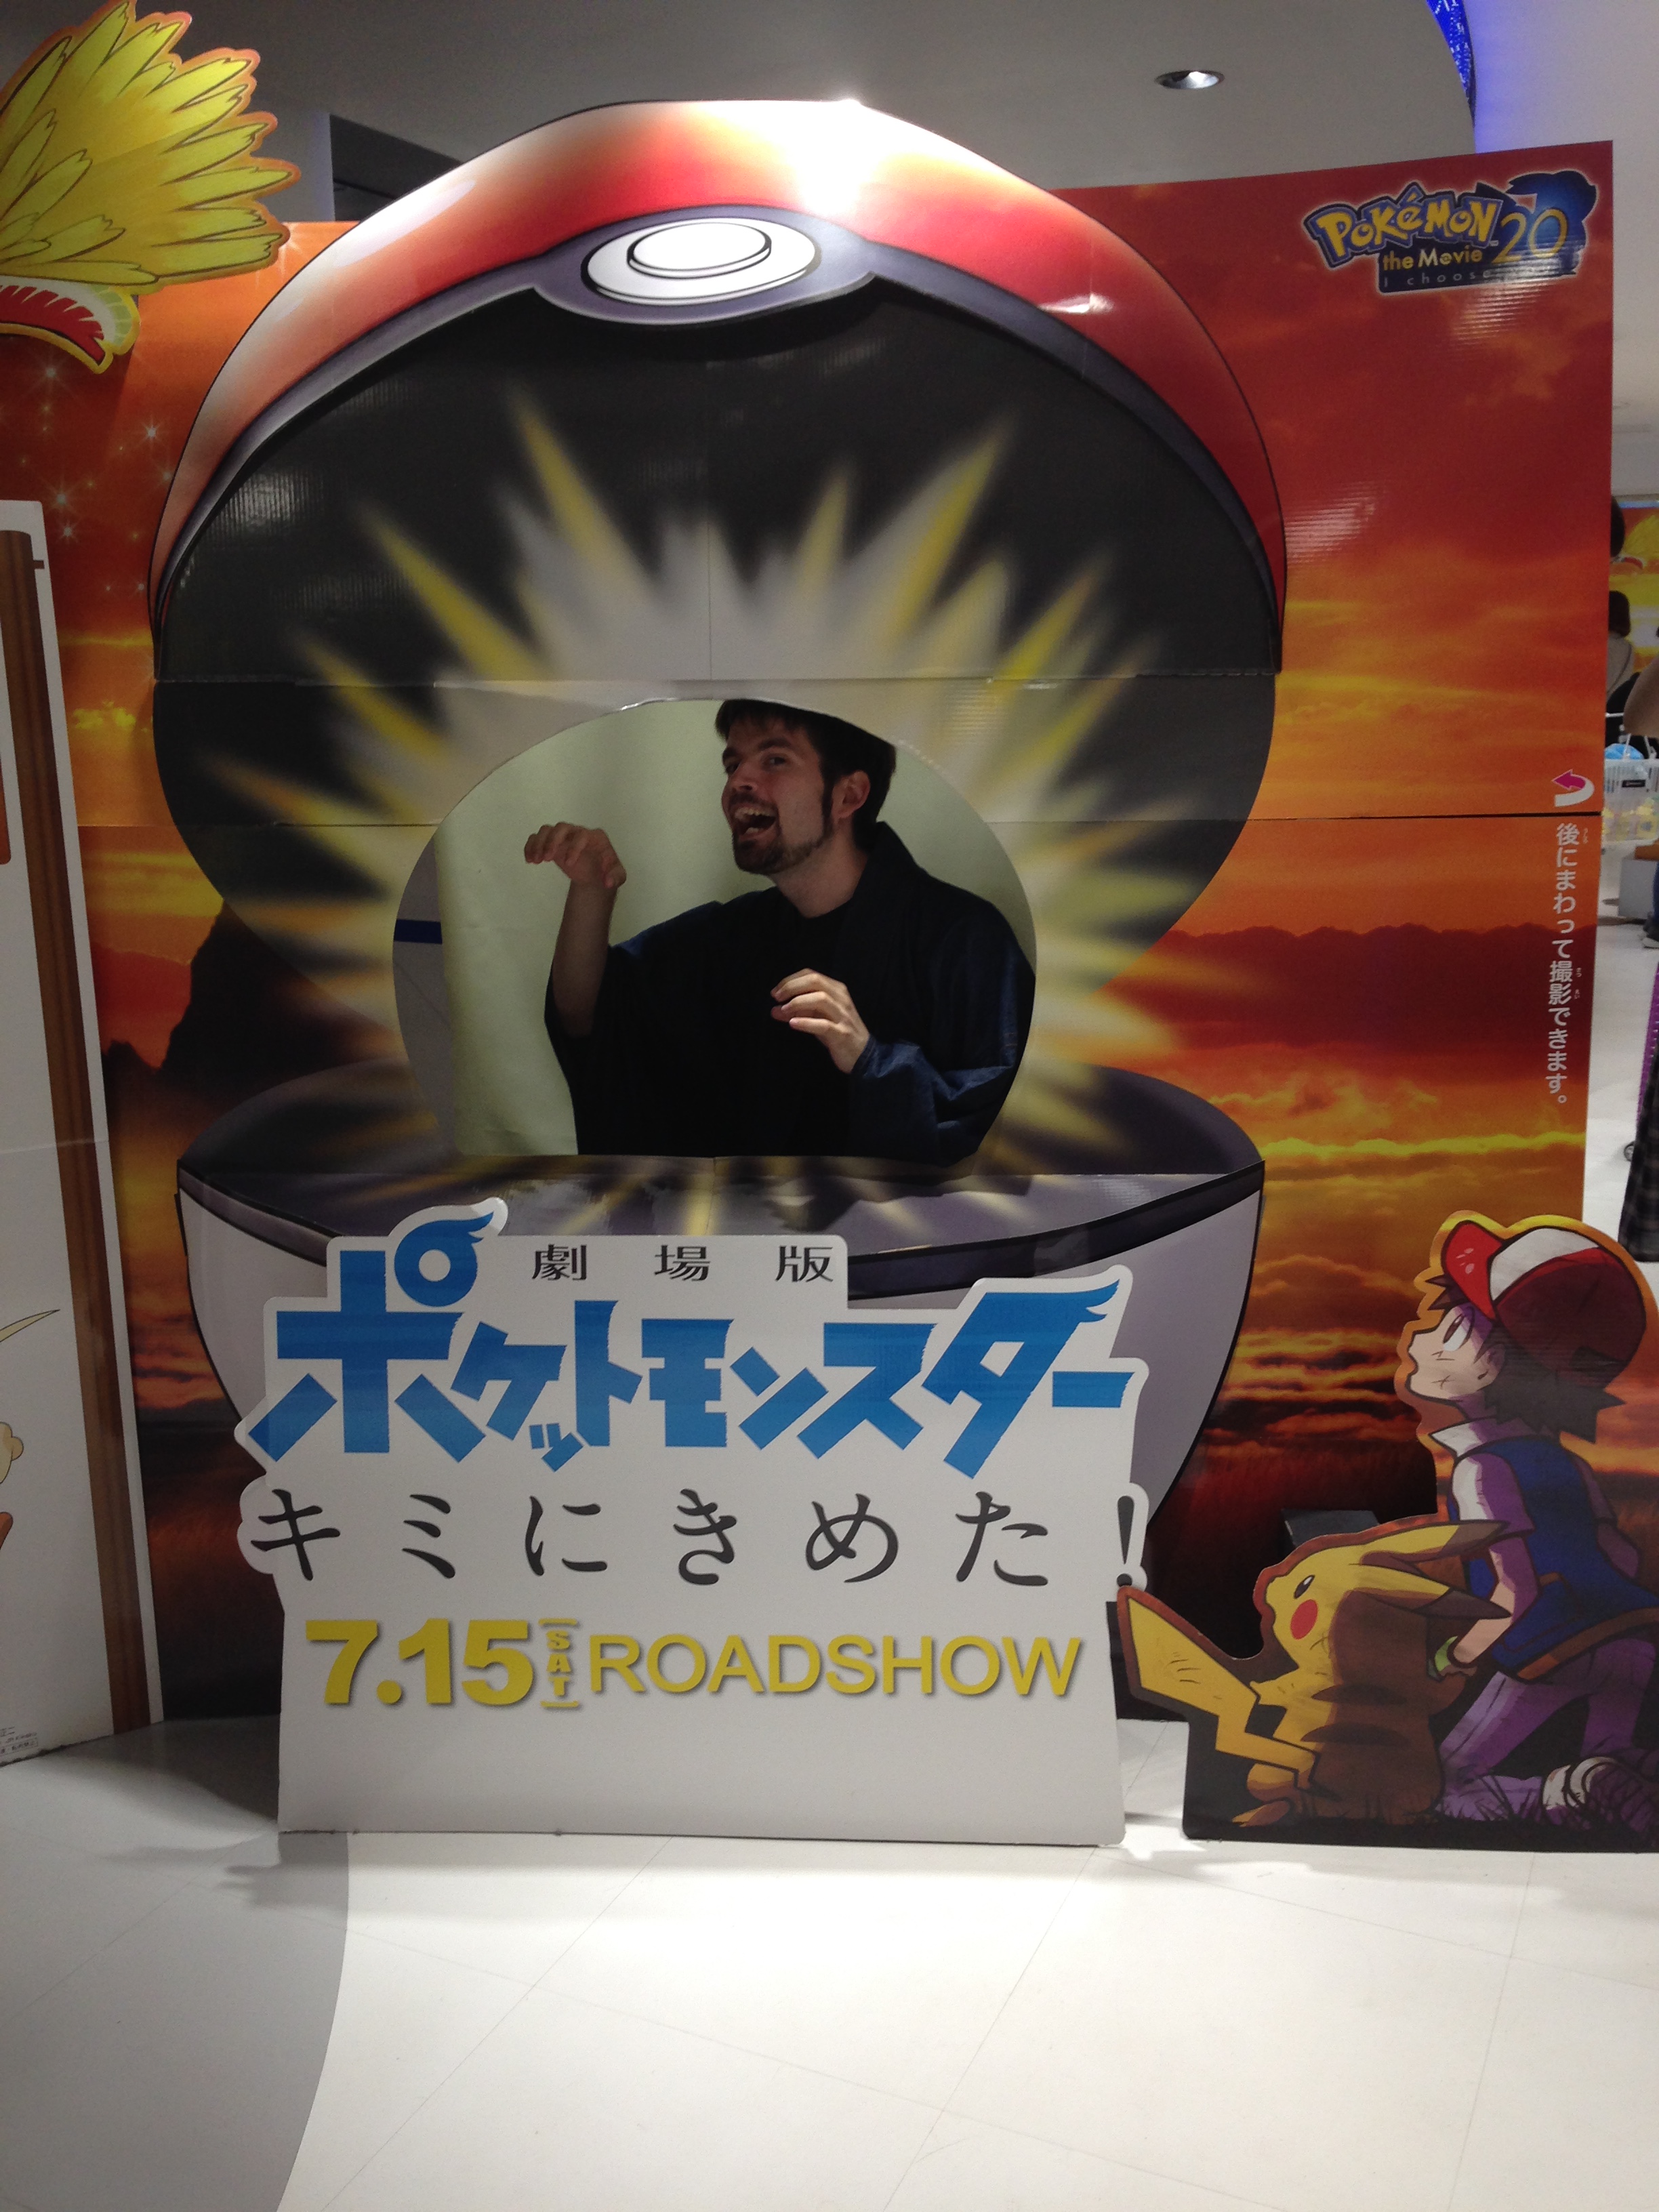 POKÉMON
the Movie 20
I choose
後にまわって撮影できます。
劇場版
ポケットモンスター
キミにきめた!
7.15 [SAT] ROADSHOW